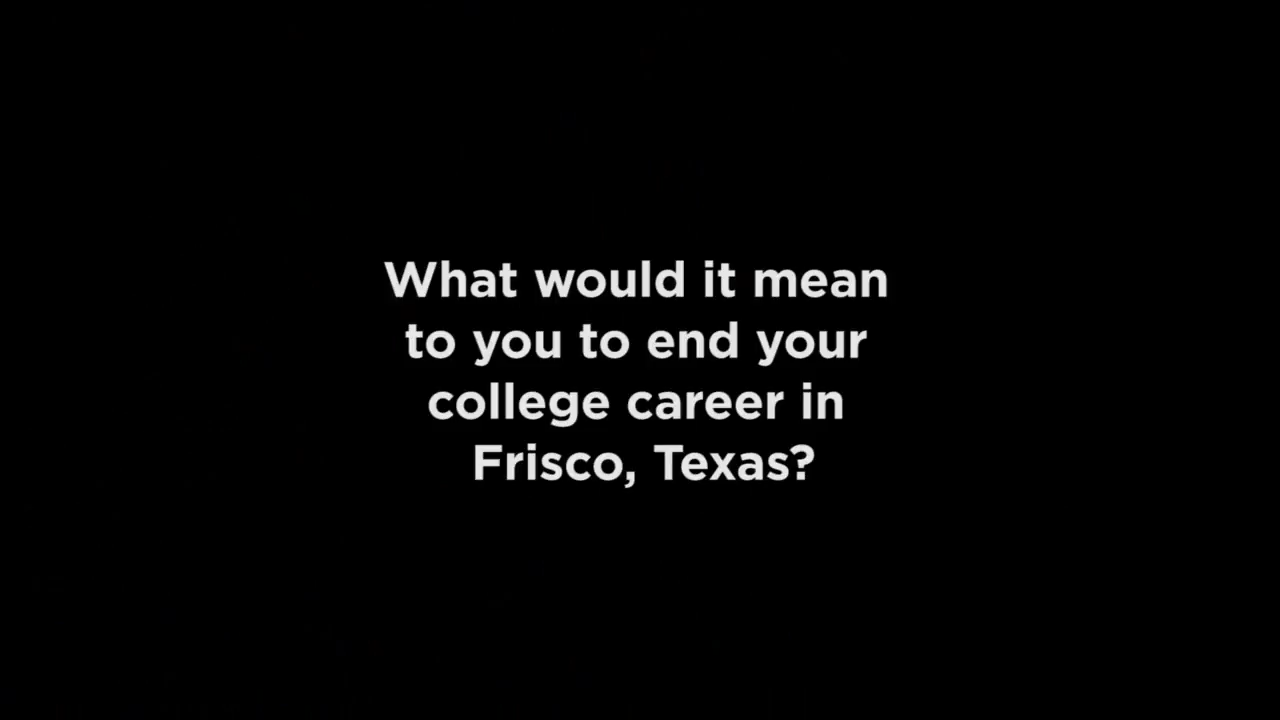 What would it mean
to you to end your
college career in
Frisco, Texas?